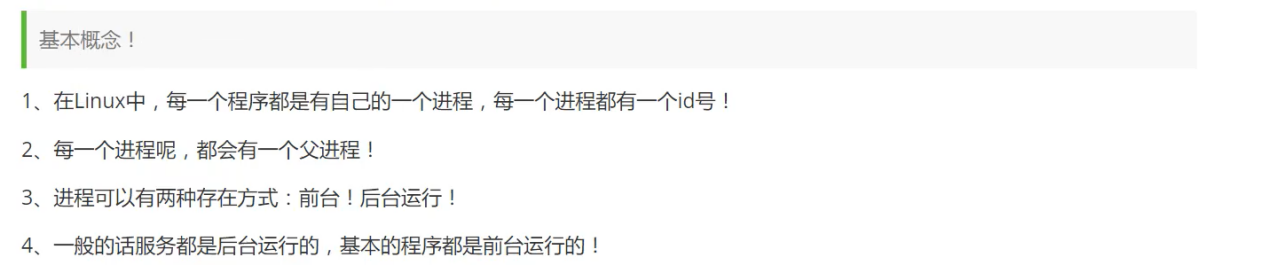 基本概念！
1、在Linux中，每一个程序都是有自己的一个进程，每一个进程都有一个id号！
2、每一个进程呢，都会有一个父进程！
3、进程可以有两种存在方式：前台！后台运行！
4、一般的话服务都是后台运行的，基本的程序都是前台运行的！